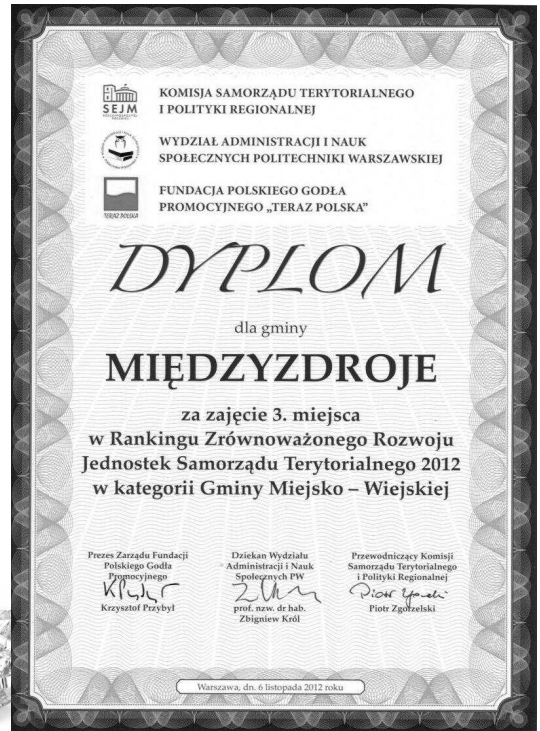 SEJM
KOMISJA SAMORZĄDU TERYTORIALNEGO
I POLITYKI REGIONALNEJ
WYDZIAŁ ADMINISTRACJI I NAUK
SPOŁECZNYCH POLITECHNIKI WARSZAWSKIEJ
TERAZ POLSKA
FUNDACJA POLSKIEGO GODŁA
PROMOCYJNEGO „TERAZ POLSKA”
DYPLOM
dla gminy
MIĘDZYZDROJE
za zajęcie 3. miejsca
w Rankingu Zrównoważonego Rozwoju
Jednostek Samorządu Terytorialnego 2012
w kategorii Gminy Miejsko – Wiejskiej
Prezes Zarządu Fundacji
Polskiego Godła
Promocyjnego
Krzysztof Przybył
Dziekan Wydziału
Administracji i Nauk
Społecznych PW
prof. nzw. dr hab.
Zbigniew Król
Przewodniczący Komisji
Samorządu Terytorialnego
i Polityki Regionalnej
Piotr Zgorzelski
Warszawa, dn. 6 listopada 2012 roku